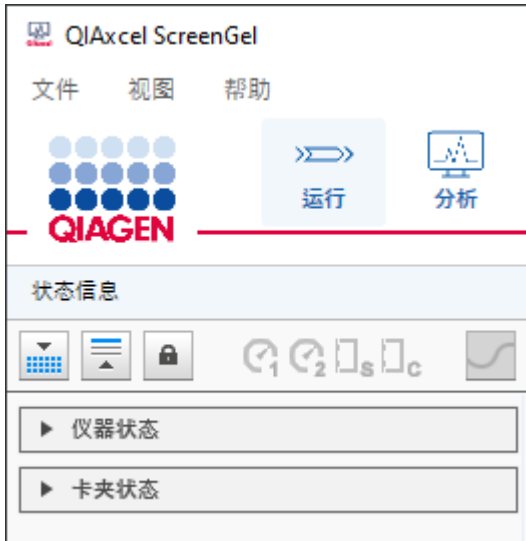 QIAxcel ScreenGel
文件 视图 帮助
QIAGEN
运行 分析
状态信息
1 2 S C
▶ 仪器状态
▶ 卡夹状态